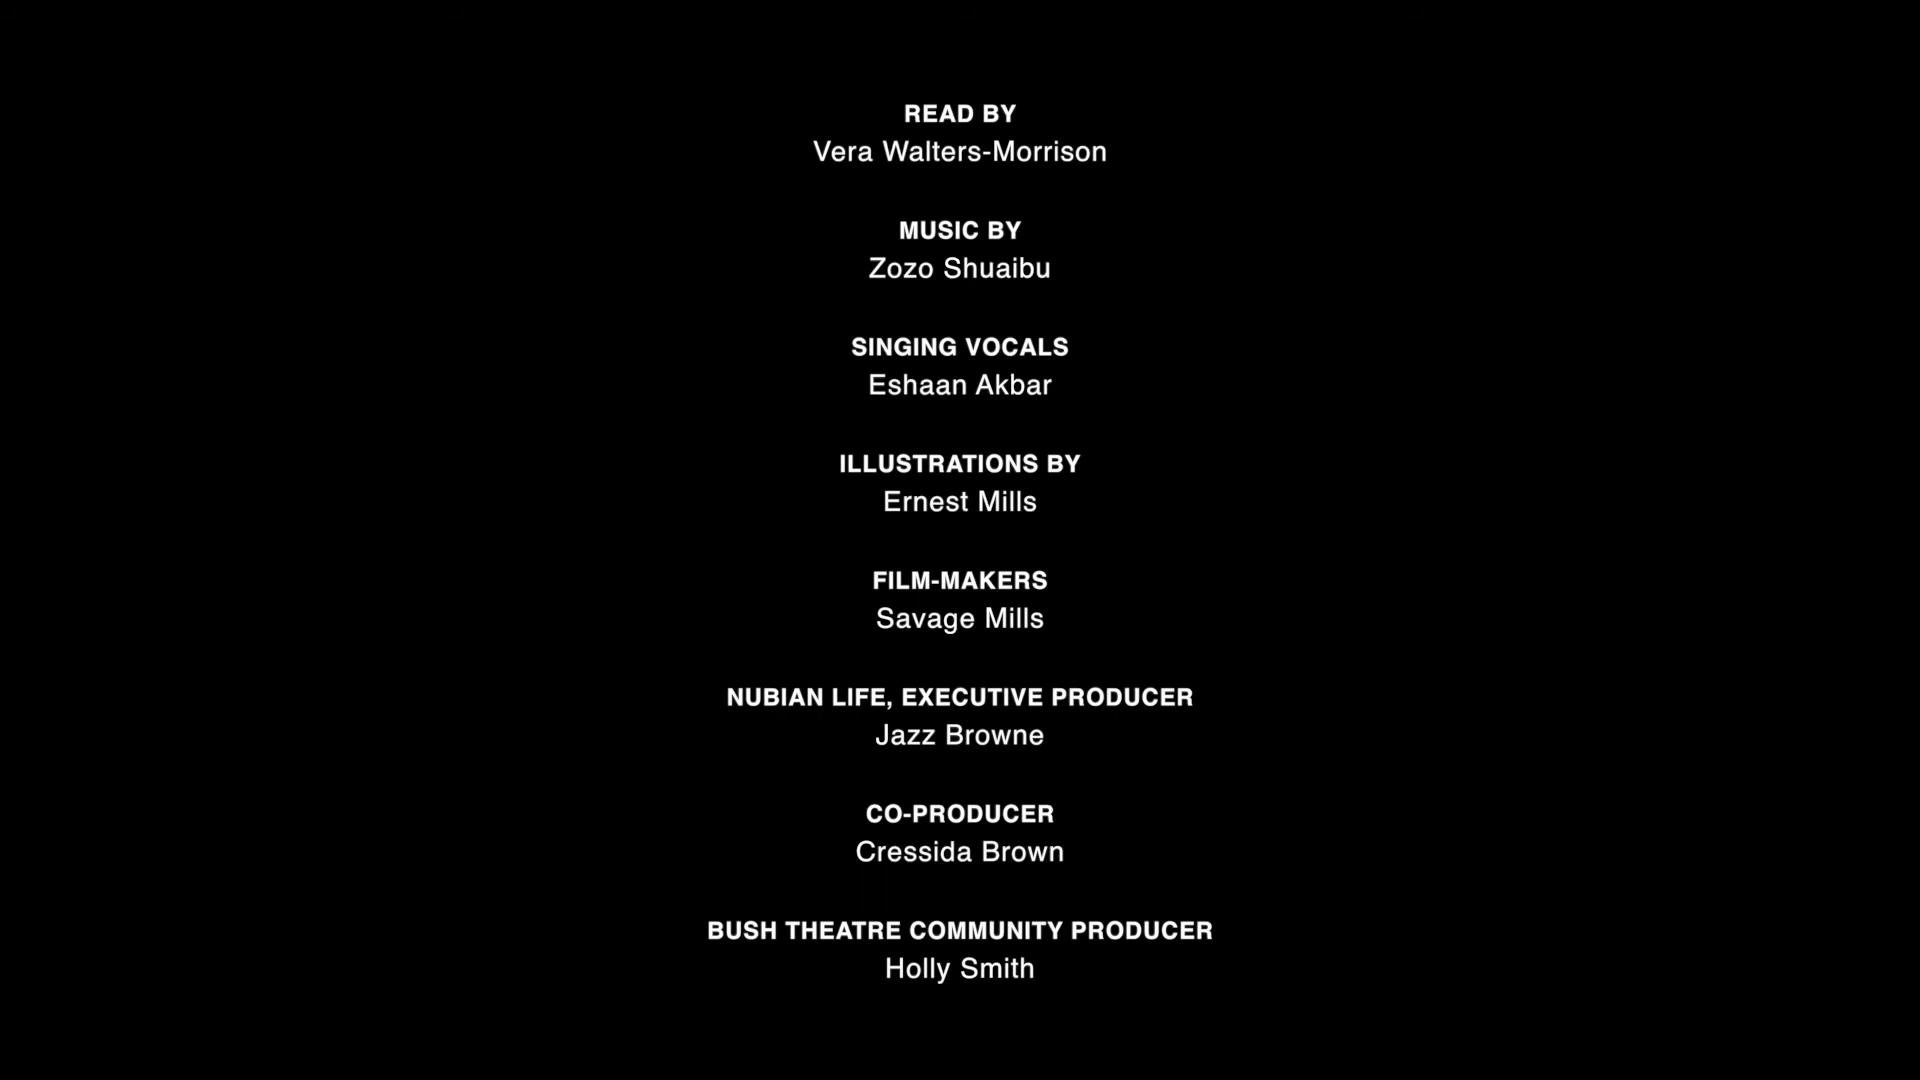 READ BY
Vera Walters-Morrison
MUSIC BY
Zozo Shuaibu
SINGING VOCALS
Eshaan Akbar
ILLUSTRATIONS BY
Ernest Mills
FILM-MAKERS
Savage Mills
NUBIAN LIFE, EXECUTIVE PRODUCER
Jazz Browne
CO-PRODUCER
Cressida Brown
BUSH THEATRE COMMUNITY PRODUCER
Holly Smith